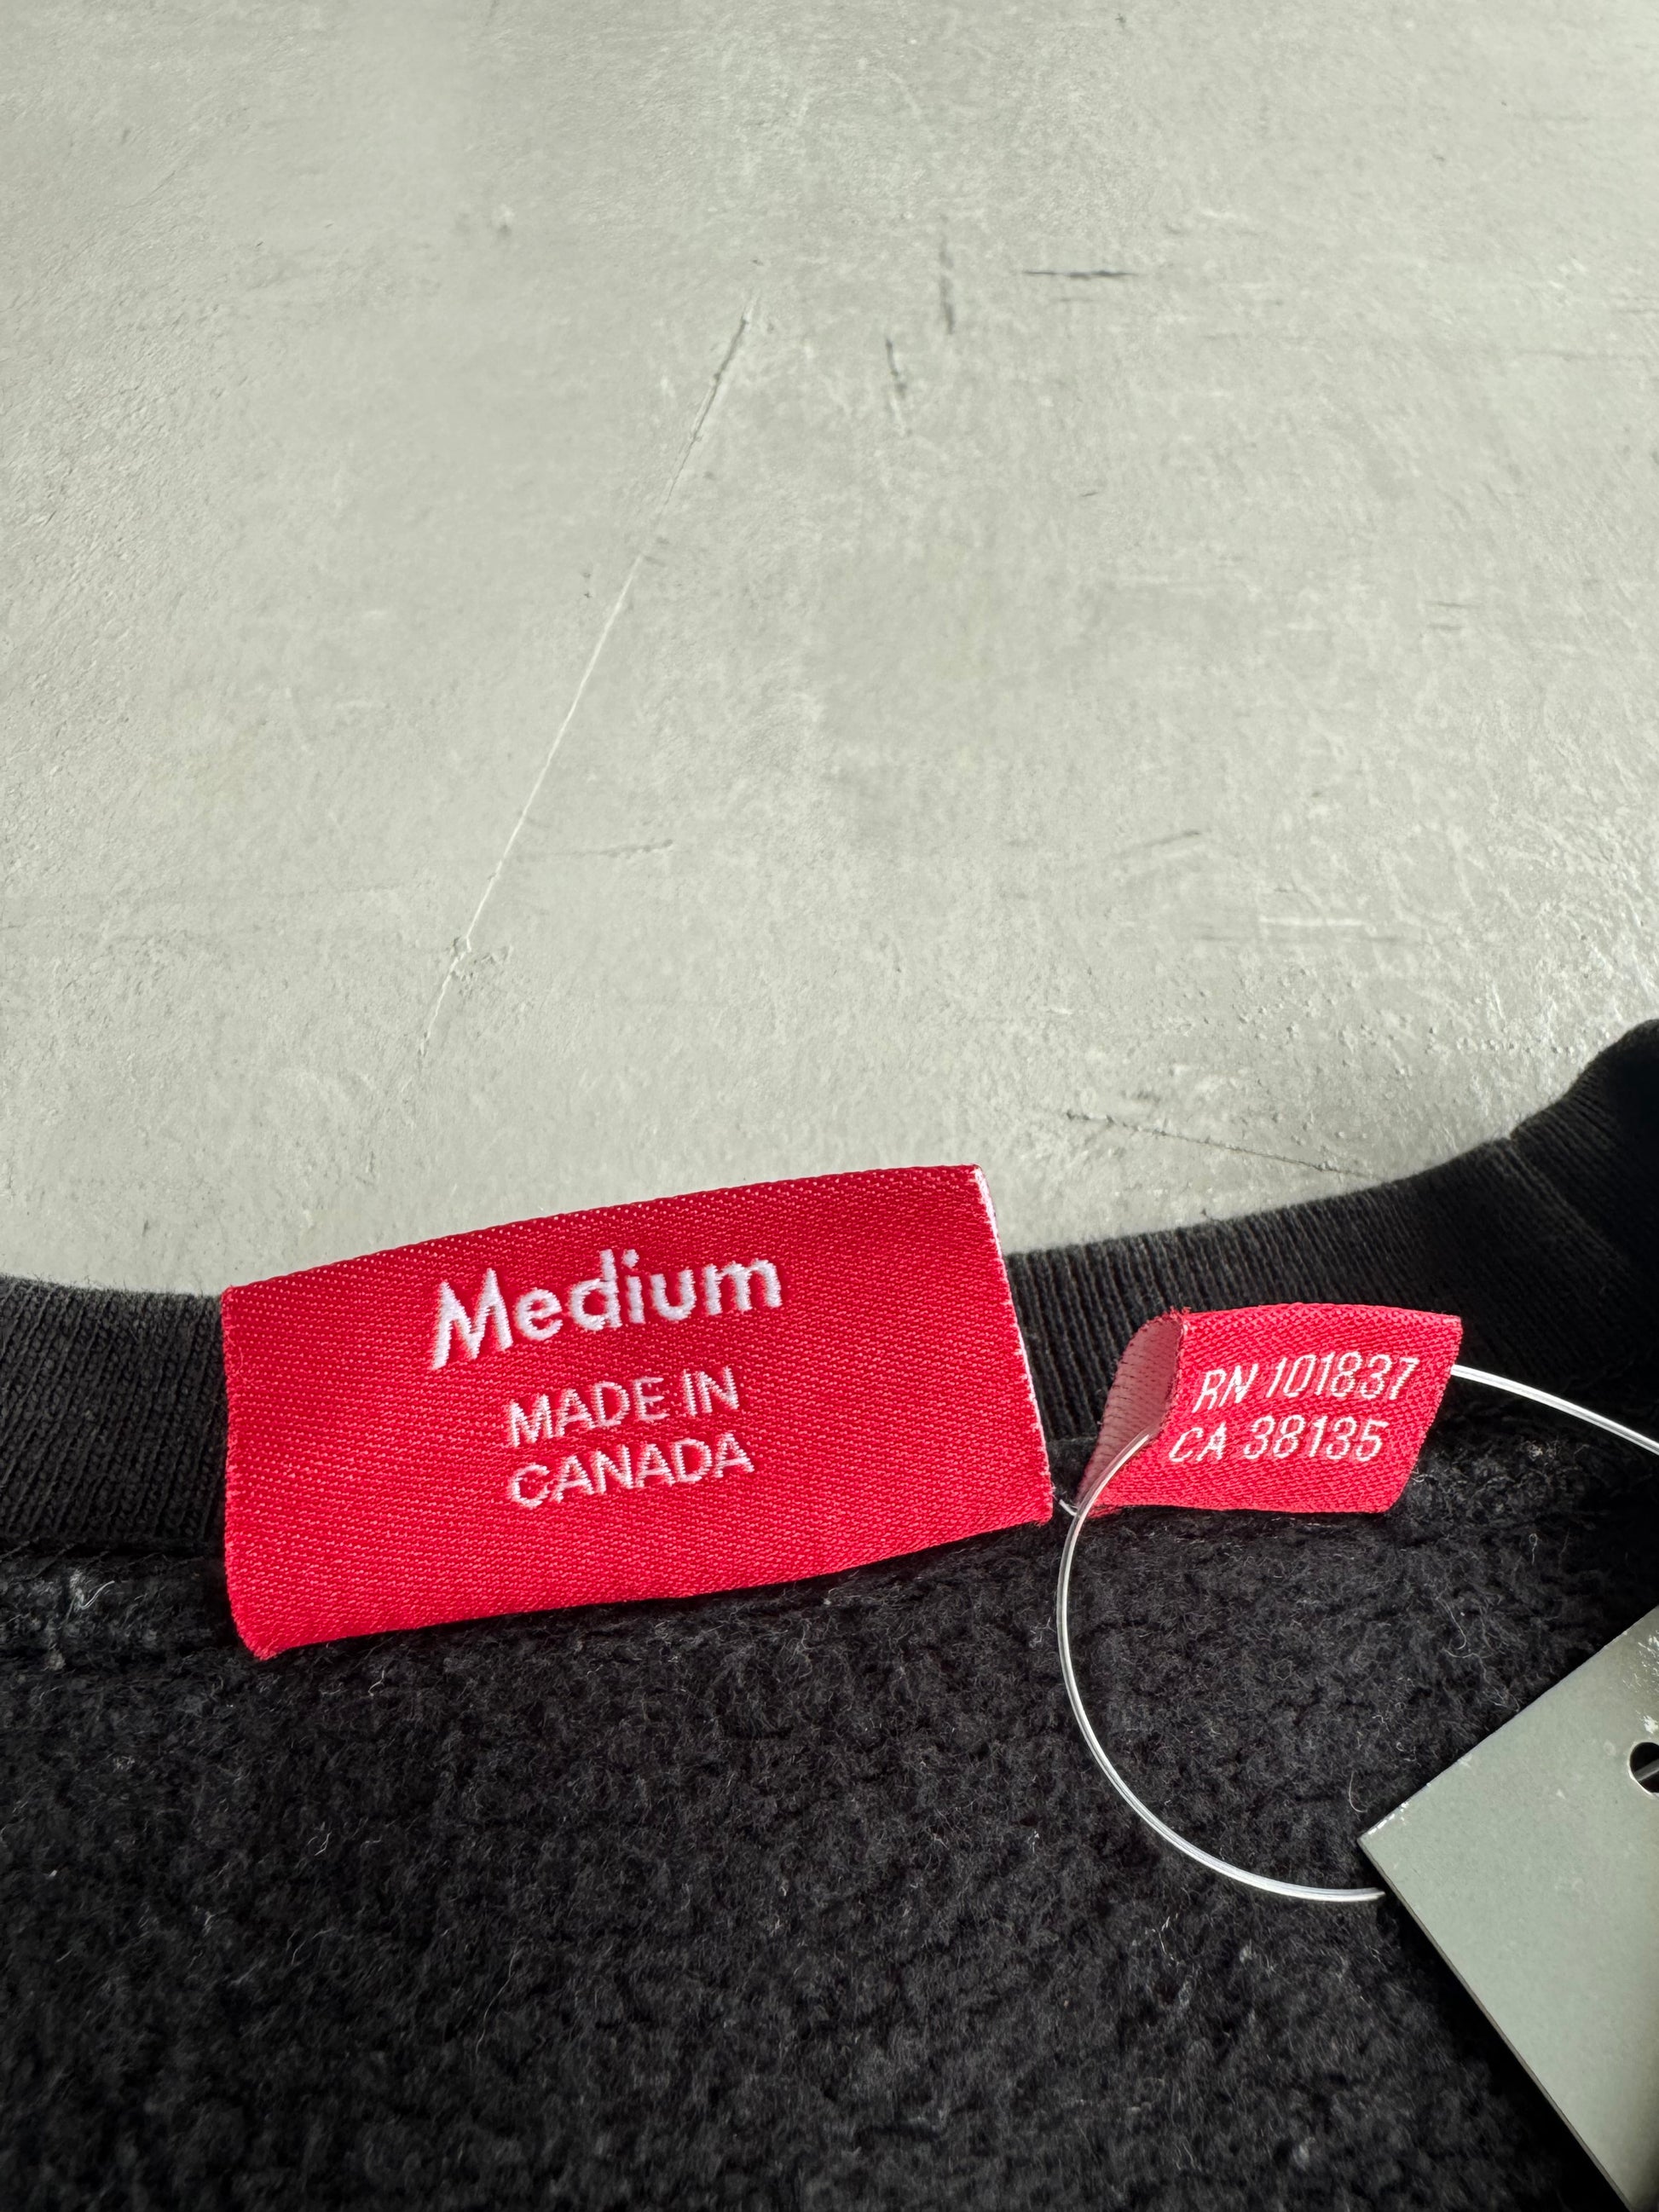 Medium
MADE IN
CANADA
RN 101837
CA 38135